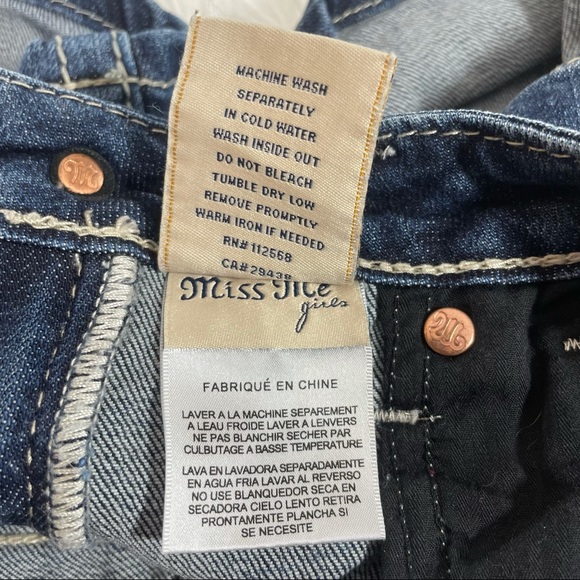 MACHINE WASH
SEPARATELY
IN COLD WATER
WASH INSIDE OUT
DO NOT BLEACH
TUMBLE DRY LOW
REMOVE PROMPTLY
WARM IRON IF NEEDED
RN# 112568
CA# 29438
Miss Me
girls
FABRIQUÉ EN CHINE
LAVER A LA MACHINE SEPAREMENT
A LEAU FROIDE LAVER A LENVERS
NE PAS BLANCHIR SECHER PAR
CULBUTAGE A BASSE TEMPERATURE
LAVA EN LAVADORA SEPARADAMENTE
EN AGUA FRIA LAVAR AL REVERSO
NO USE BLANQUEDOR SECA EN
SECADORA CIELO LENTO RETIRA
PRONTAMENTE PLANCHA SI
SE NECESITE